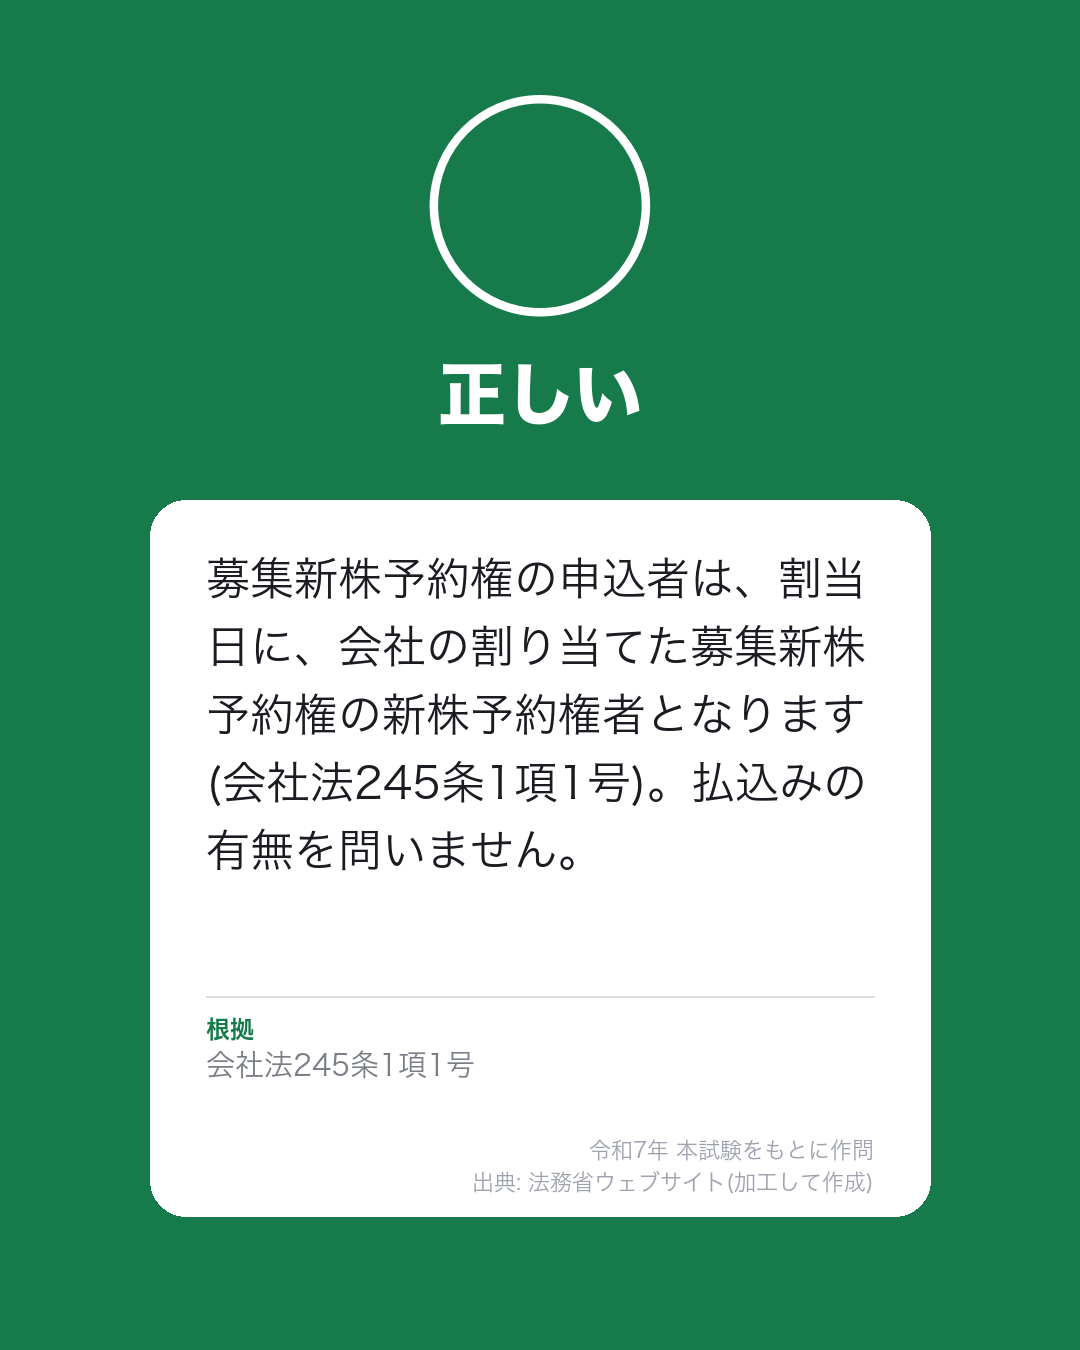 正しい
募集新株予約権の申込者は、割当
日に、会社の割り当てた募集新株
予約権の新株予約権者となります
(会社法245条1項1号)。払込みの
有無を問いません。
根拠
会社法245条1項1号
令和7年 本試験をもとに作問
出典: 法務省ウェブサイト(加工して作成)